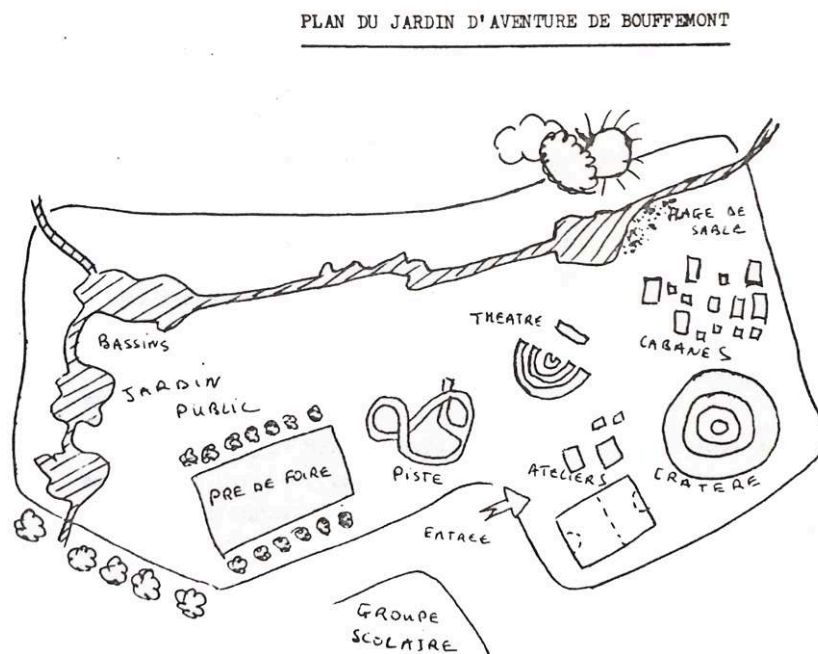 PLAN DU JARDIN D'AVENTURE DE BOUFFEMONT
PLAGE DE
SABLE
THEATRE
CABANES
BASSINS
JARDIN
PUBLIC
PRE DE FOIRE
PISTE
ATELIERS
CRATERE
ENTREE
GROUPE
SCOLAIRE